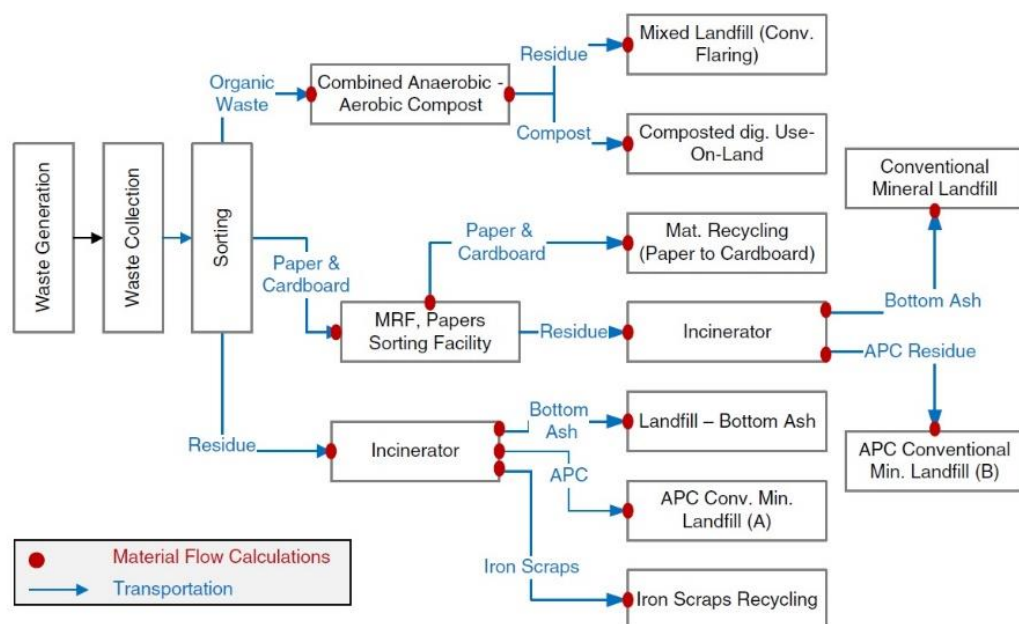 Waste Generation
Waste Collection
Sorting
Organic
Waste
Combined Anaerobic -
Aerobic Compost
Residue
Compost
Mixed Landfill (Conv.
Flaring)
Composted dig. Use-
On-Land
Paper &
Cardboard
MRF, Papers
Sorting Facility
Paper &
Cardboard
Mat. Recycling
(Paper to Cardboard)
Residue
Incinerator
Bottom Ash
Conventional
Mineral Landfill
APC Residue
APC Conventional
Min. Landfill (B)
Residue
Incinerator
Bottom
Ash
Landfill – Bottom Ash
APC
APC Conv. Min.
Landfill (A)
Iron Scraps
Iron Scraps Recycling
Material Flow Calculations
Transportation